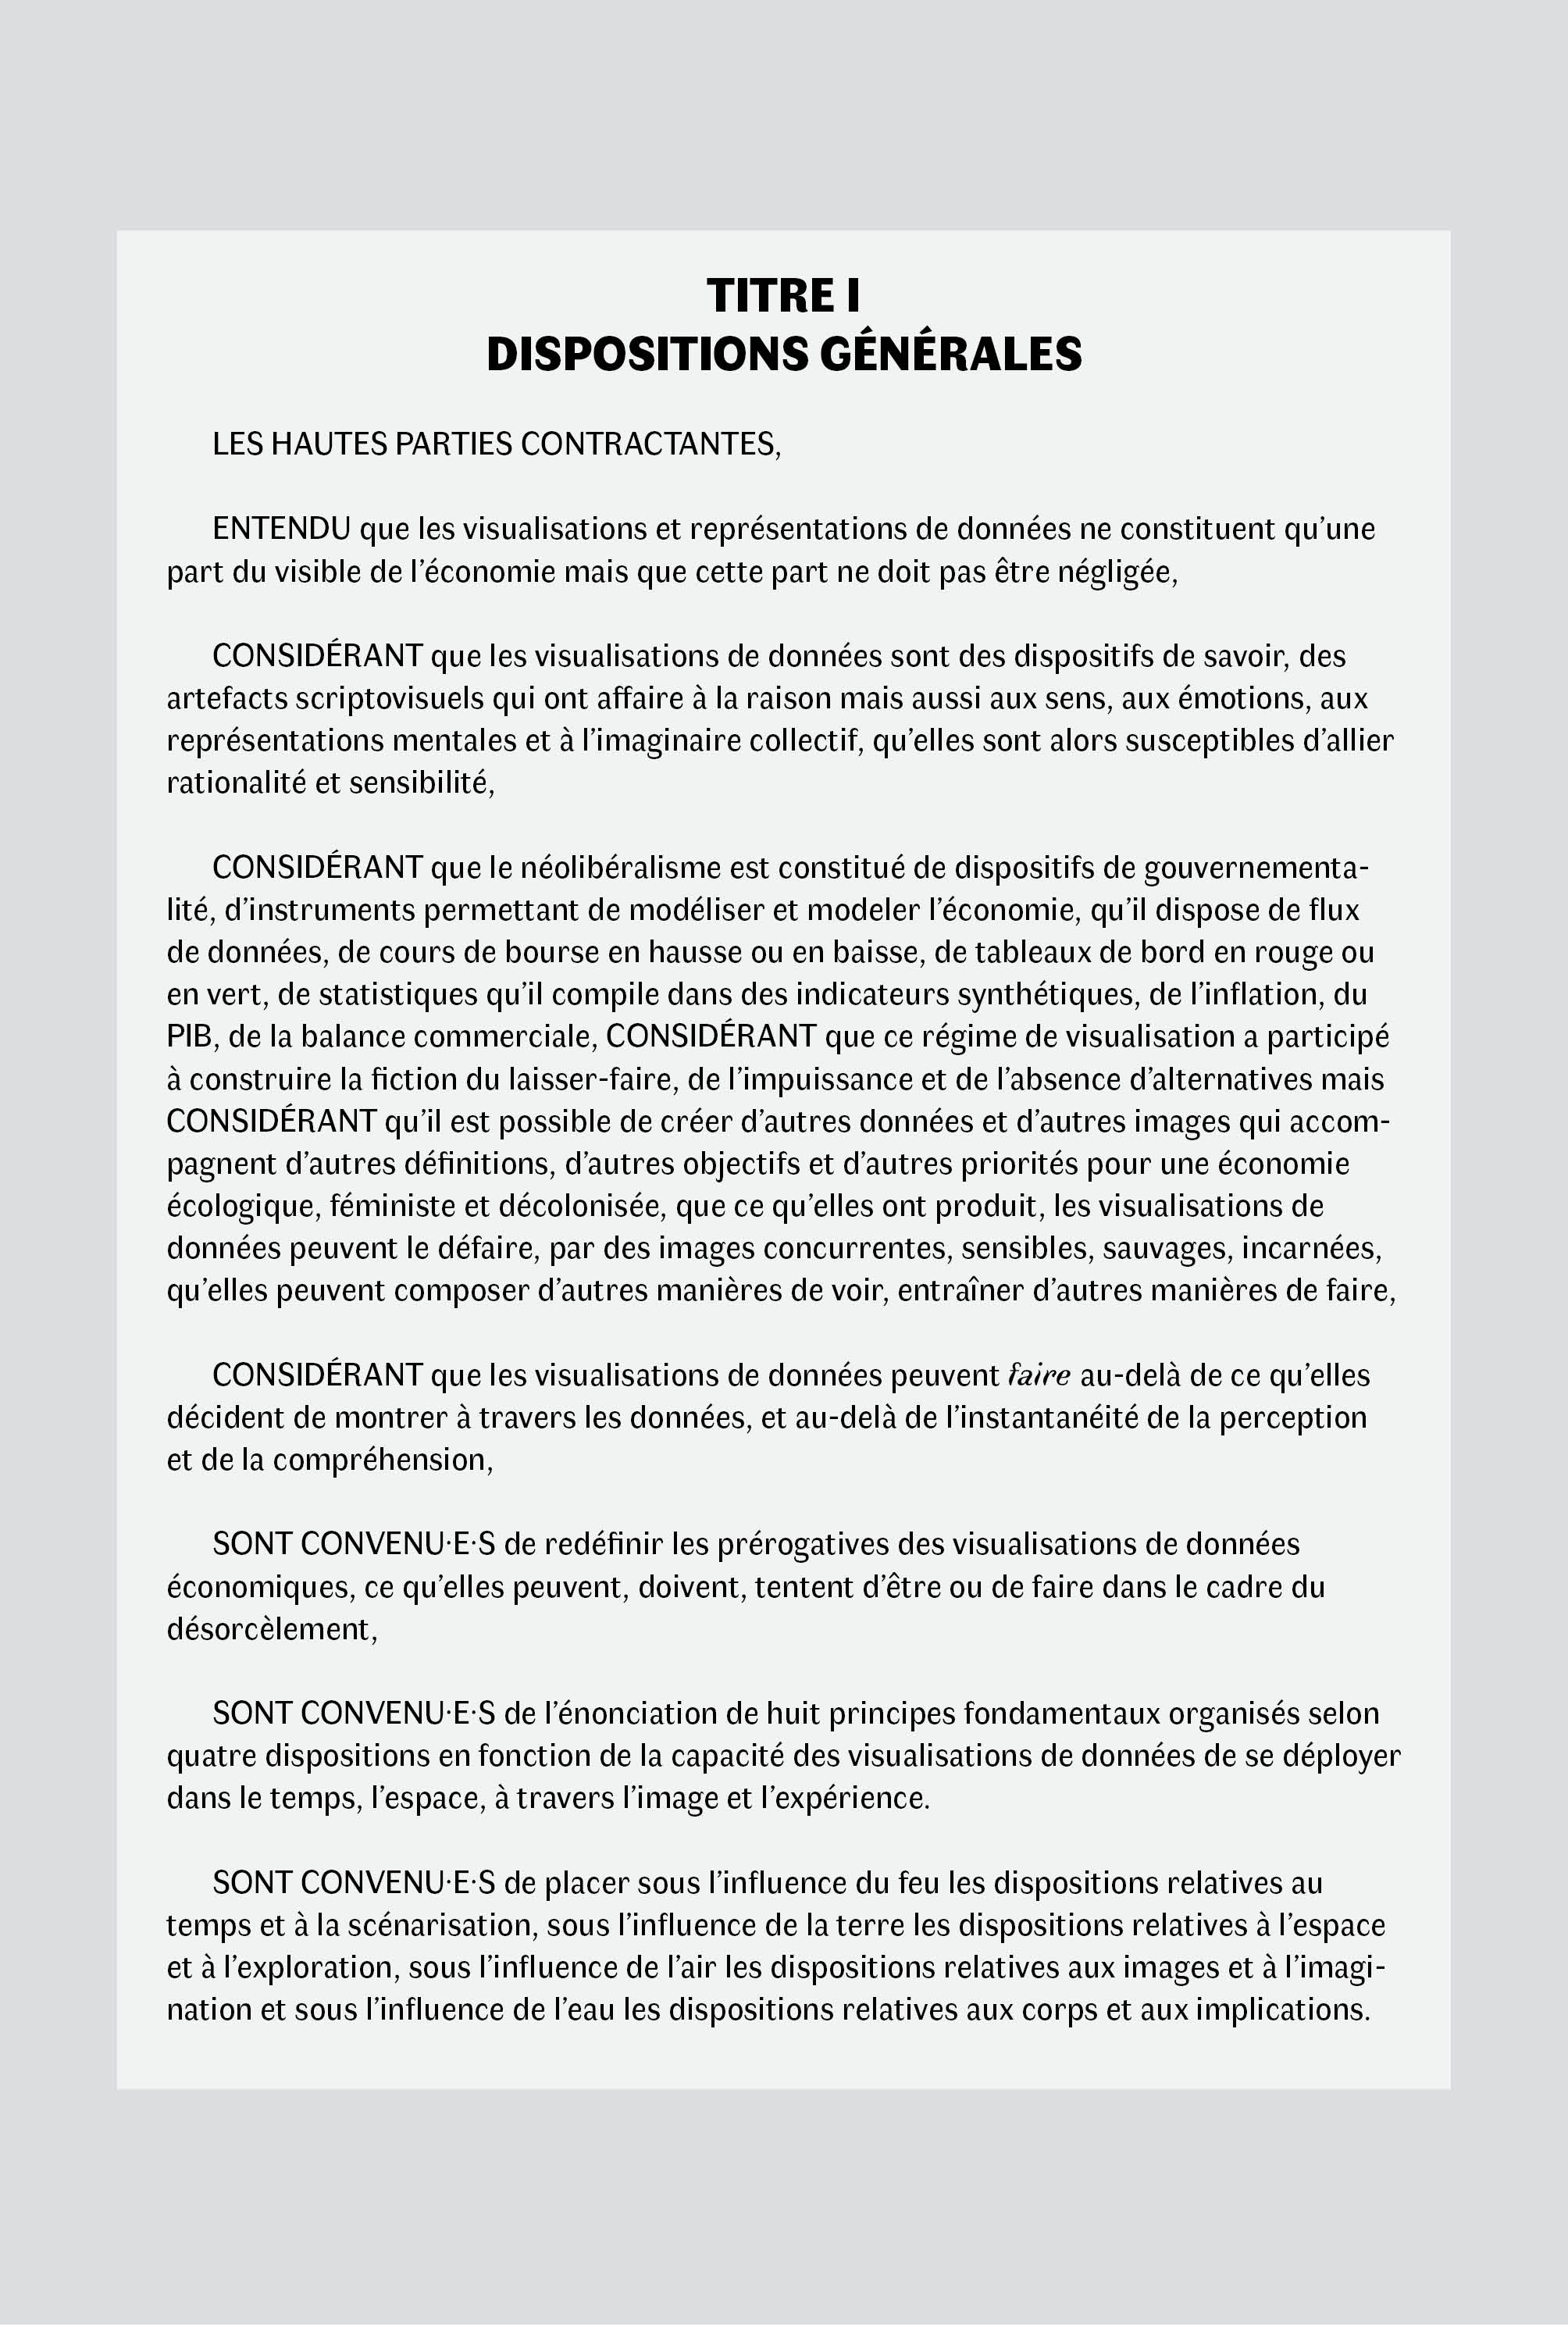 TITRE I
DISPOSITIONS GÉNÉRALES
LES HAUTES PARTIES CONTRACTANTES,
ENTENDU que les visualisations et représentations de données ne constituent qu’une
part du visible de l’économie mais que cette part ne doit pas être négligée,
CONSIDÉRANT que les visualisations de données sont des dispositifs de savoir, des
artefacts scriptovisuels qui ont affaire à la raison mais aussi aux sens, aux émotions, aux
représentations mentales et à l’imaginaire collectif, qu’elles sont alors susceptibles d’allier
rationalité et sensibilité,
CONSIDÉRANT que le néolibéralisme est constitué de dispositifs de gouvernementa-
lité, d’instruments permettant de modéliser et modeler l’économie, qu’il dispose de flux
de données, de cours de bourse en hausse ou en baisse, de tableaux de bord en rouge ou
en vert, de statistiques qu’il compile dans des indicateurs synthétiques, de l’inflation, du
PIB, de la balance commerciale, CONSIDÉRANT que ce régime de visualisation a participé
à construire la fiction du laisser-faire, de l’impuissance et de l’absence d’alternatives mais
CONSIDÉRANT qu’il est possible de créer d’autres données et d’autres images qui accom-
pagnent d’autres définitions, d’autres objectifs et d’autres priorités pour une économie
écologique, féministe et décolonisée, que ce qu’elles ont produit, les visualisations de
données peuvent le défaire, par des images concurrentes, sensibles, sauvages, incarnées,
qu’elles peuvent composer d’autres manières de voir, entraîner d’autres manières de faire,
CONSIDÉRANT que les visualisations de données peuvent faire au-delà de ce qu’elles
décident de montrer à travers les données, et au-delà de l’instantanéité de la perception
et de la compréhension,
SONT CONVENU·E·S de redéfinir les prérogatives des visualisations de données
économiques, ce qu’elles peuvent, doivent, tentent d’être ou de faire dans le cadre du
désorcèlement,
SONT CONVENU·E·S de l’énonciation de huit principes fondamentaux organisés selon
quatre dispositions en fonction de la capacité des visualisations de données de se déployer
dans le temps, l’espace, à travers l’image et l’expérience.
SONT CONVENU·E·S de placer sous l’influence du feu les dispositions relatives au
temps et à la scénarisation, sous l’influence de la terre les dispositions relatives à l’espace
et à l’exploration, sous l’influence de l’air les dispositions relatives aux images et à l’imagi-
nation et sous l’influence de l’eau les dispositions relatives aux corps et aux implications.